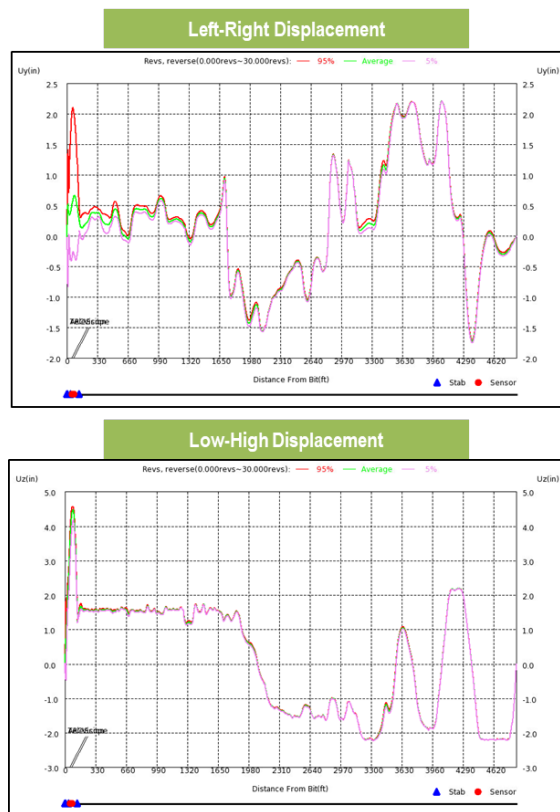 Left-Right Displacement
Revs, reverse(0.000revs~30.000revs): 95% Average 5%
Uy(in) Uy(in)
2.5 2.5
2.0 2.0
1.5 1.5
1.0 1.0
0.5 0.5
0.0 0.0
-0.5 -0.5
-1.0 -1.0
-1.5 -1.5
-2.0 -2.0
0 330 660 990 1320 1650 1980 2310 2640 2970 3300 3630 3960 4290 4620
Distance From Bit(ft)
Stab Sensor
Low-High Displacement
Revs, reverse(0.000revs~30.000revs): 95% Average 5%
Uz(in) Uz(in)
5.0 5.0
4.0 4.0
3.0 3.0
2.0 2.0
1.0 1.0
0.0 0.0
-1.0 -1.0
-2.0 -2.0
-3.0 -3.0
0 330 660 990 1320 1650 1980 2310 2640 2970 3300 3630 3960 4290 4620
Distance From Bit(ft)
Stab Sensor